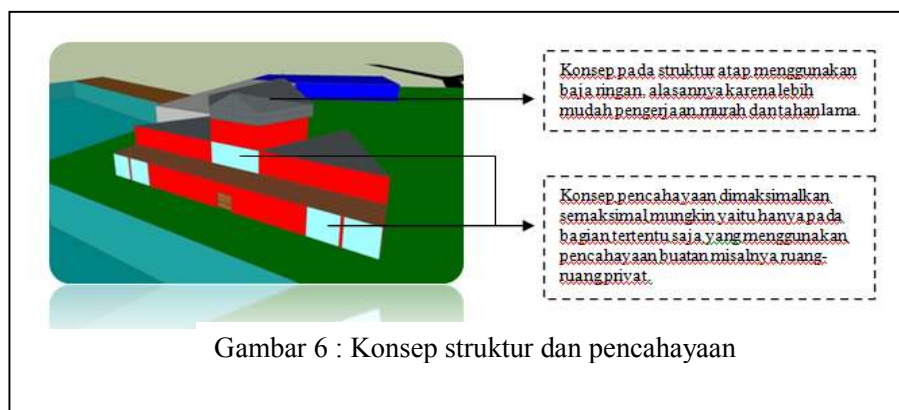 Konsep pada struktur atap menggunakan
baja ringan, alasannya karena lebih
mudah pengerjaan murah dan tahan lama.
Konsep pencahayaan dimaksimalkan
semaksimal mungkin yaitu hanya pada
bagian tertentu saja yang menggunakan
pencahayaan buatan misalnya ruang-
ruang privat.
Gambar 6 : Konsep struktur dan pencahayaan